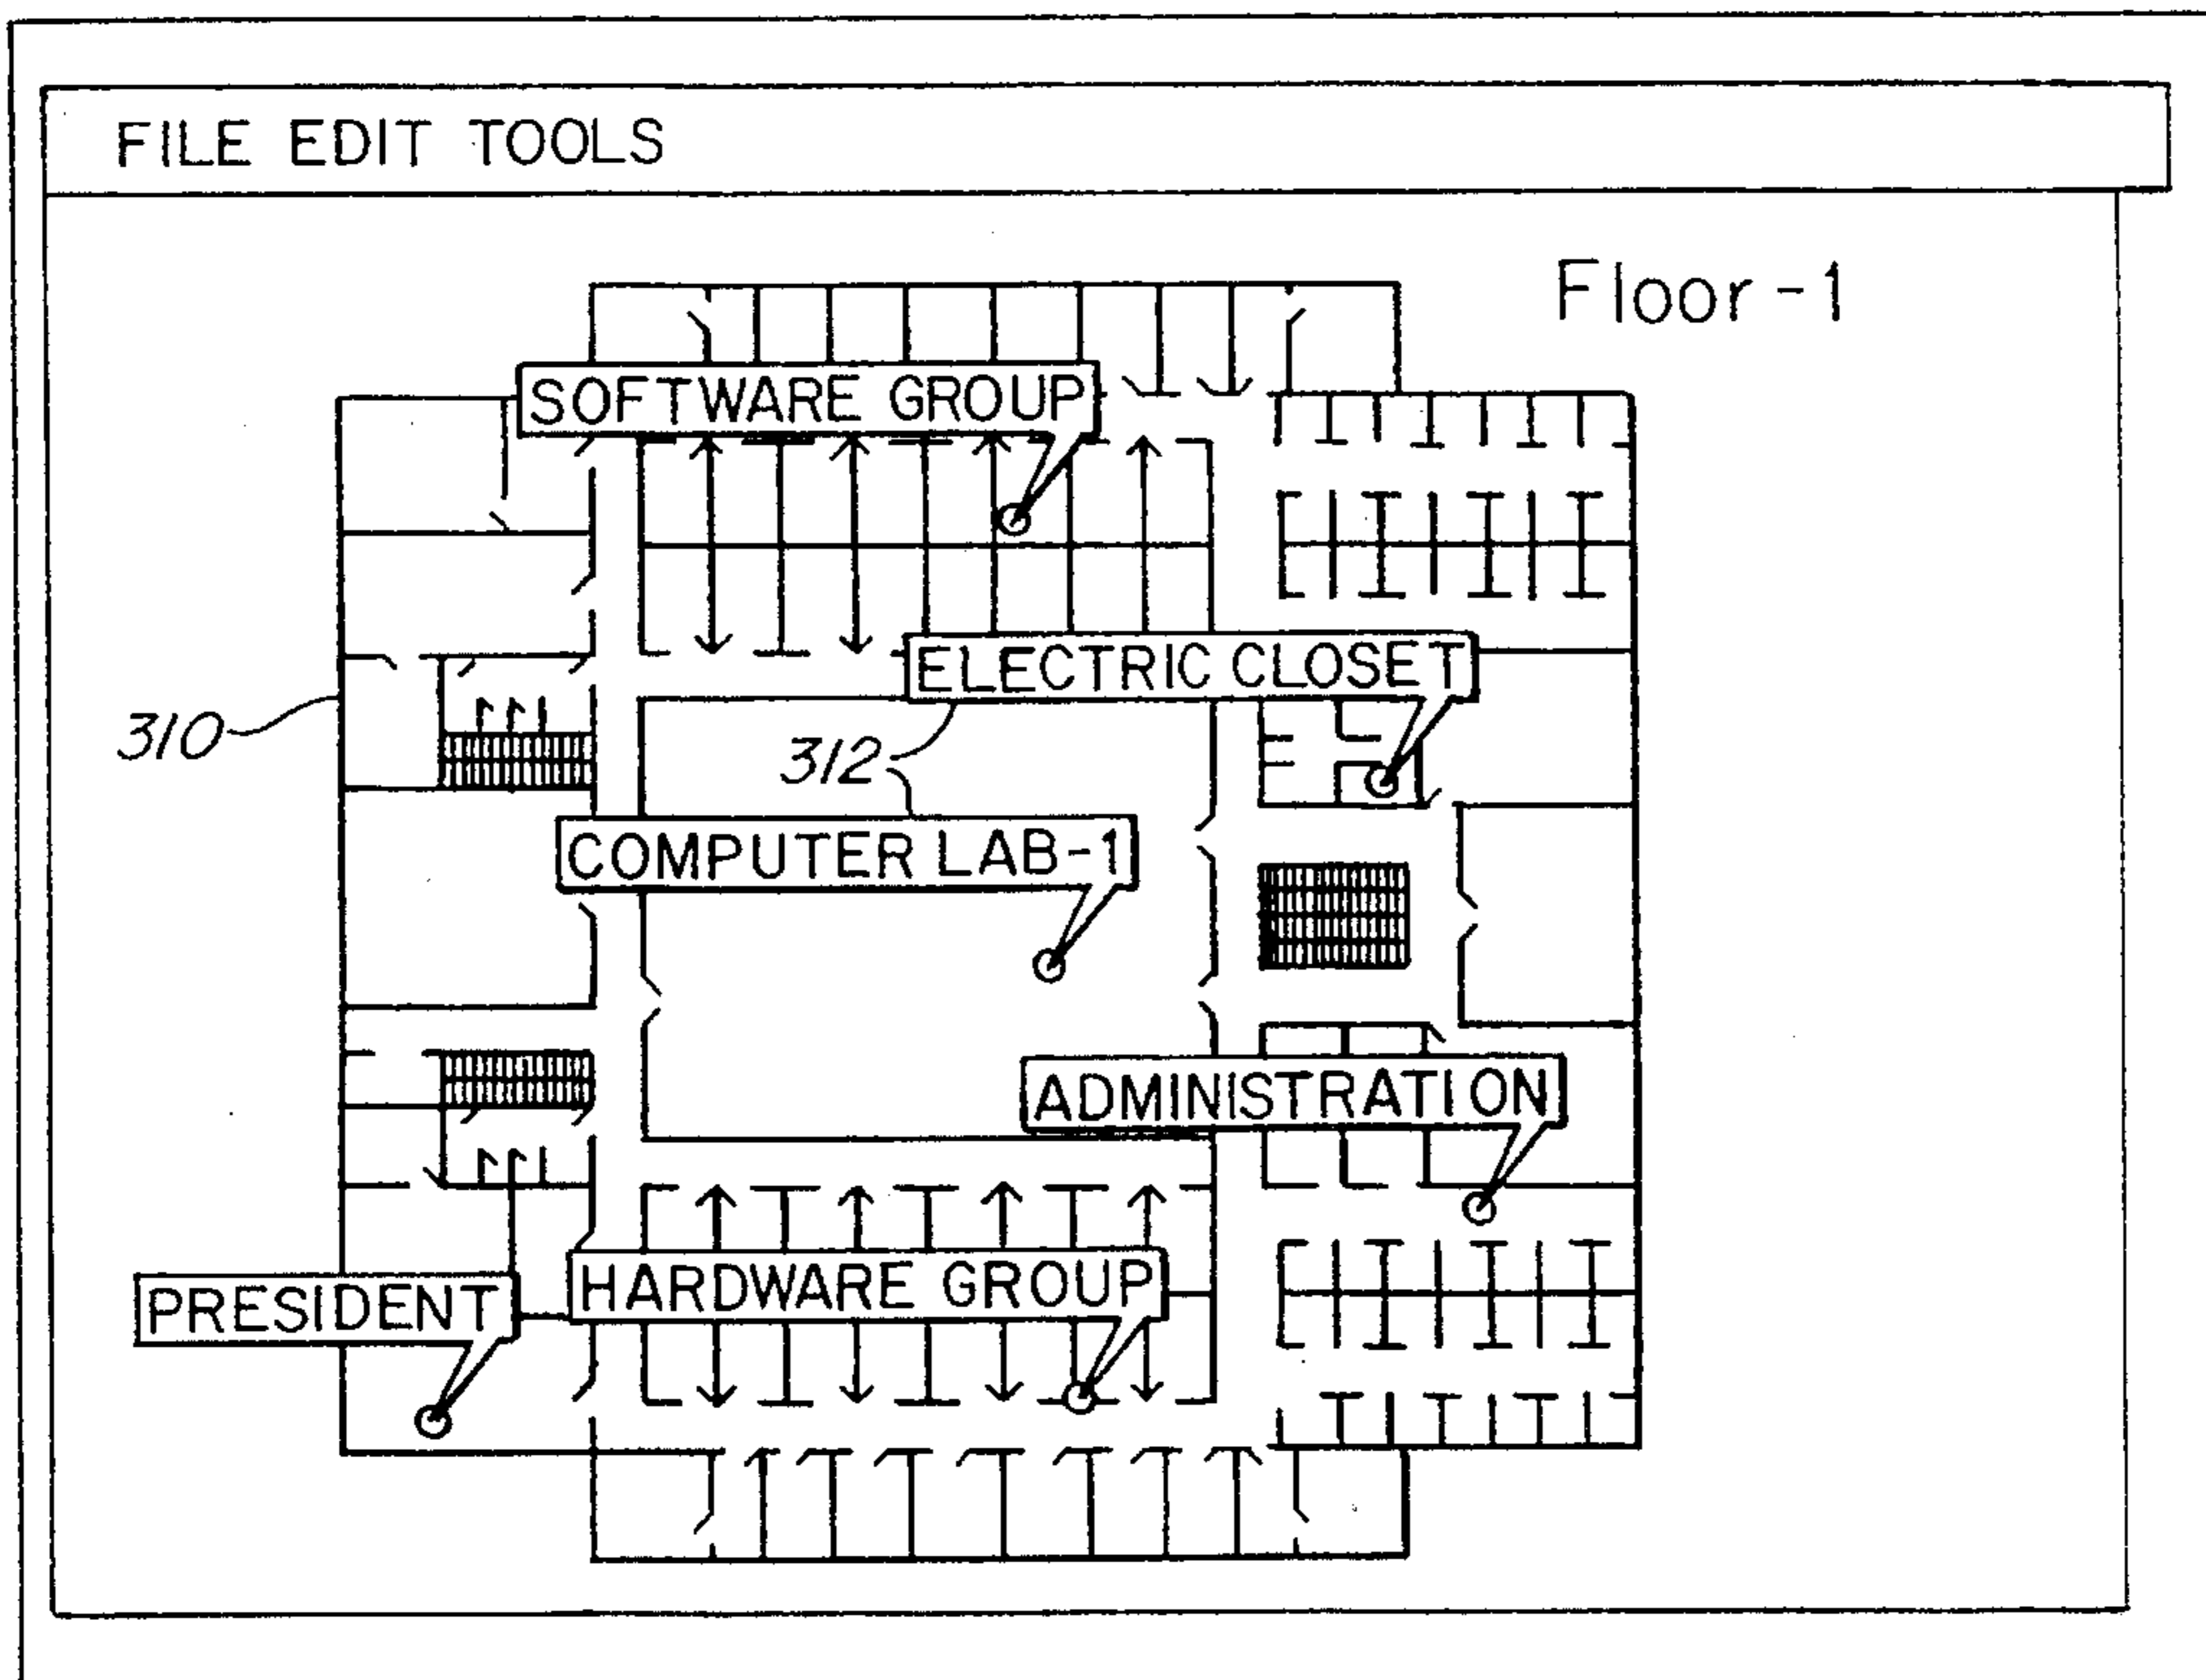 FILE EDIT TOOLS
Floor-1
SOFTWARE GROUP
ELECTRIC CLOSET
310
312
COMPUTER LAB-1
ADMINISTRATION
HARDWARE GROUP
PRESIDENT